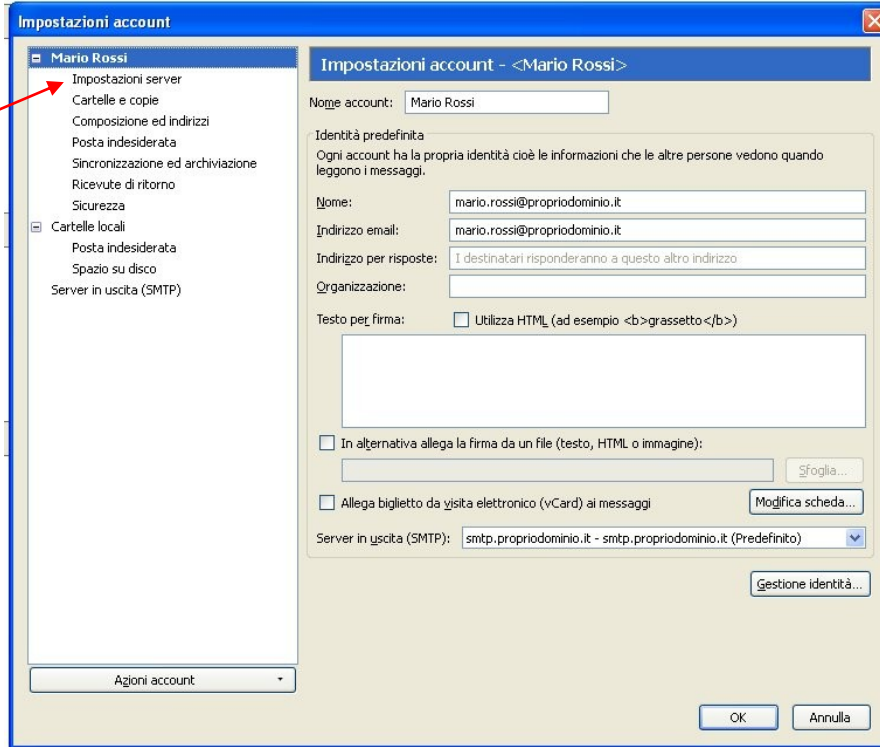 Impostazioni account
Mario Rossi
Impostazioni server
Cartelle e copie
Composizione ed indirizzi
Posta indesiderata
Sincronizzazione ed archiviazione
Ricevute di ritorno
Sicurezza
Cartelle locali
Posta indesiderata
Spazio su disco
Server in uscita (SMTP)
Azioni account
Impostazioni account - <Mario Rossi>
Nome account: Mario Rossi
Identità predefinita
Ogni account ha la propria identità cioè le informazioni che le altre persone vedono quando
leggono i messaggi.
Nome: mario.rossi@propriodominio.it
Indirizzo email: mario.rossi@propriodominio.it
Indirizzo per risposte: I destinatari risponderanno a questo altro indirizzo
Organizzazione:
Testo per firma: Utilizza HTML (ad esempio <b>grassetto</b>)
In alternativa allega la firma da un file (testo, HTML o immagine):
Sfoglia...
Allega biglietto da visita elettronico (vCard) ai messaggi Modifica scheda...
Server in uscita (SMTP): smtp.propriodominio.it - smtp.propriodominio.it (Predefinito)
Gestione identità...
OK Annulla